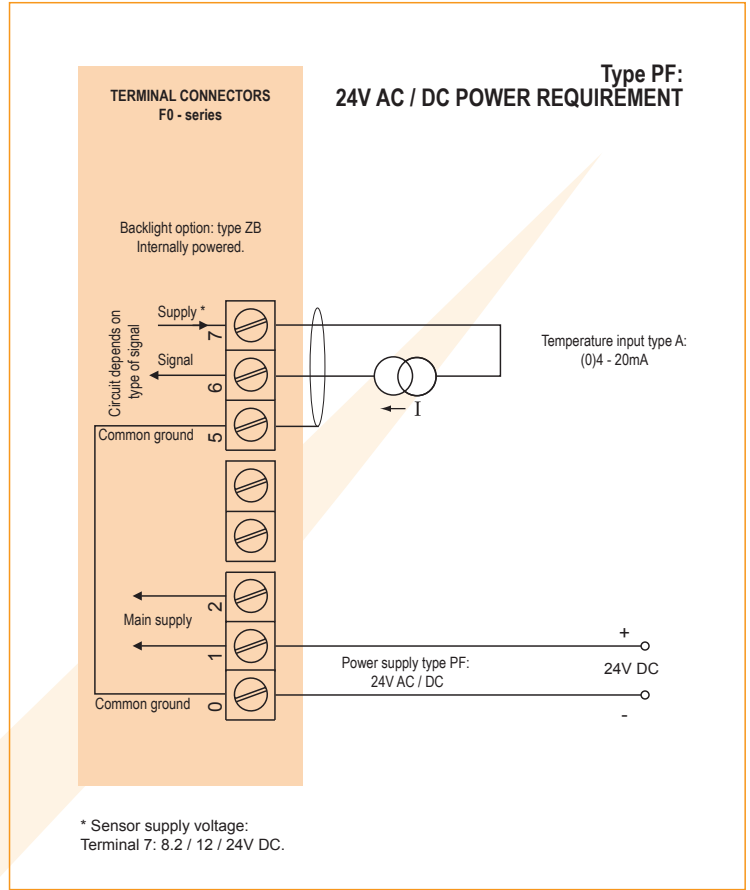 Type PF:
24V AC / DC POWER REQUIREMENT
TERMINAL CONNECTORS
F0 - series
Backlight option: type ZB
Internally powered.
Circuit depends on
type of signal
Supply *
7
Signal
6
Common ground
5
I
Temperature input type A:
(0)4 - 20mA
2
Main supply
1
Common ground
0
Power supply type PF:
24V AC / DC
+
24V DC
-
* Sensor supply voltage:
Terminal 7: 8.2 / 12 / 24V DC.